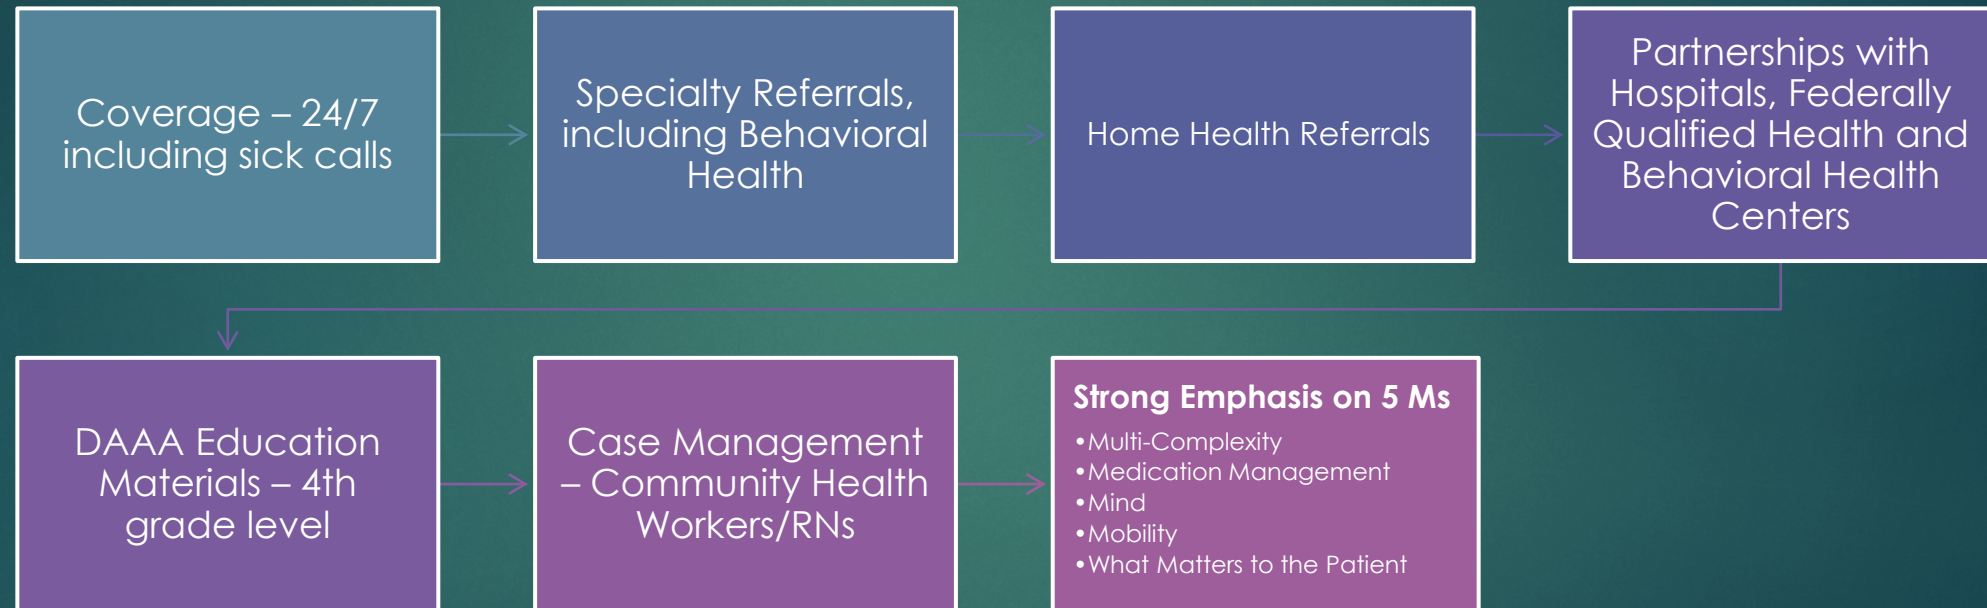 Coverage – 24/7
including sick calls
Specialty Referrals,
including Behavioral
Health
Home Health Referrals
Partnerships with
Hospitals, Federally
Qualified Health and
Behavioral Health
Centers
DAAA Education
Materials – 4th
grade level
Case Management
– Community Health
Workers/RNs
Strong Emphasis on 5 Ms
•Multi-Complexity
•Medication Management
•Mind
•Mobility
•What Matters to the Patient